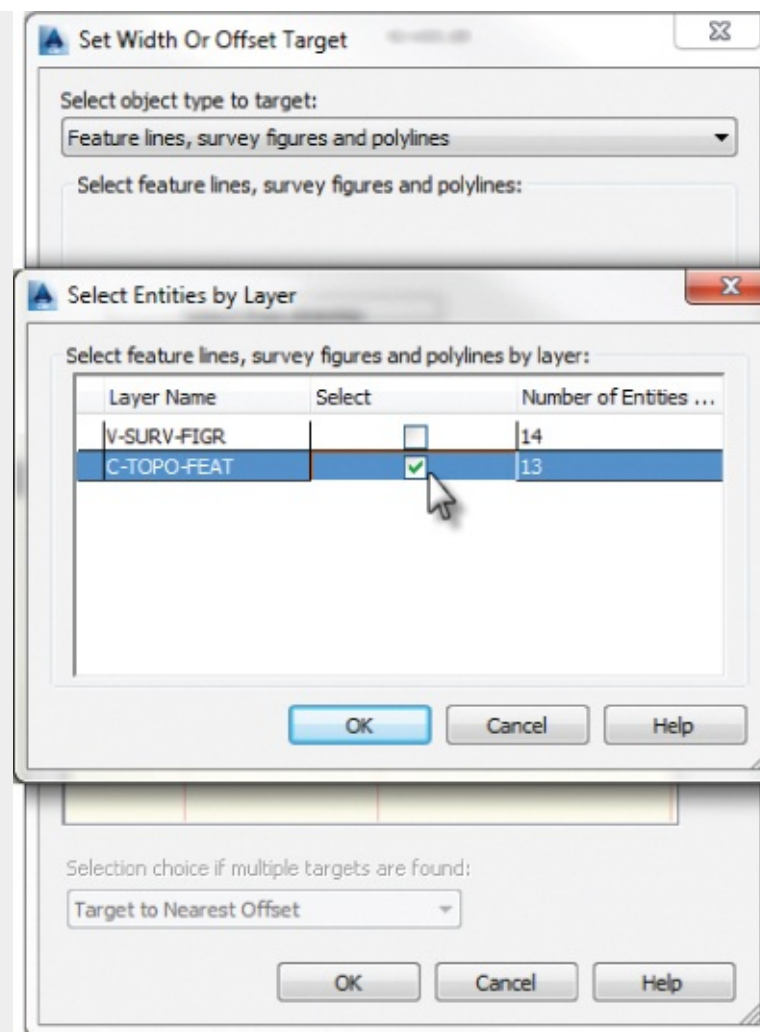 Set Width Or Offset Target
Select object type to target:
Feature lines, survey figures and polylines
Select feature lines, survey figures and polylines:
Select Entities by Layer
Select feature lines, survey figures and polylines by layer:
Layer Name Select Number of Entities ...
V-SURV-FIGR 14
C-TOPO-FEAT 13
OK Cancel Help
Selection choice if multiple targets are found:
Target to Nearest Offset
OK Cancel Help